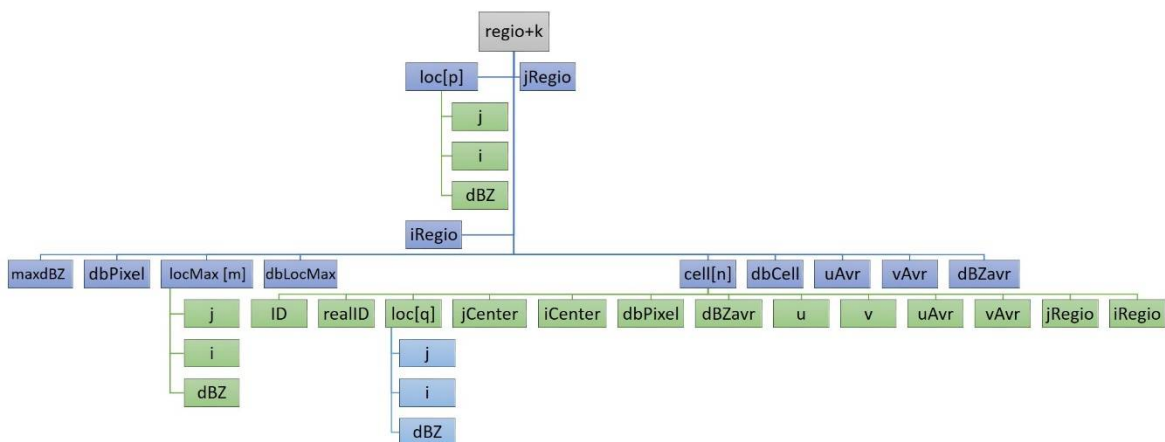 regio+k
loc[p]
jRegio
j
i
dBZ
iRegio
maxdBZ
dbPixel
locMax [m]
dbLocMax
cell[n]
dbCell
uAvr
vAvr
dBZavr
j
i
dBZ
ID
realID
loc[q]
jCenter
iCenter
dbPixel
dBZavr
u
v
uAvr
vAvr
jRegio
iRegio
j
i
dBZ